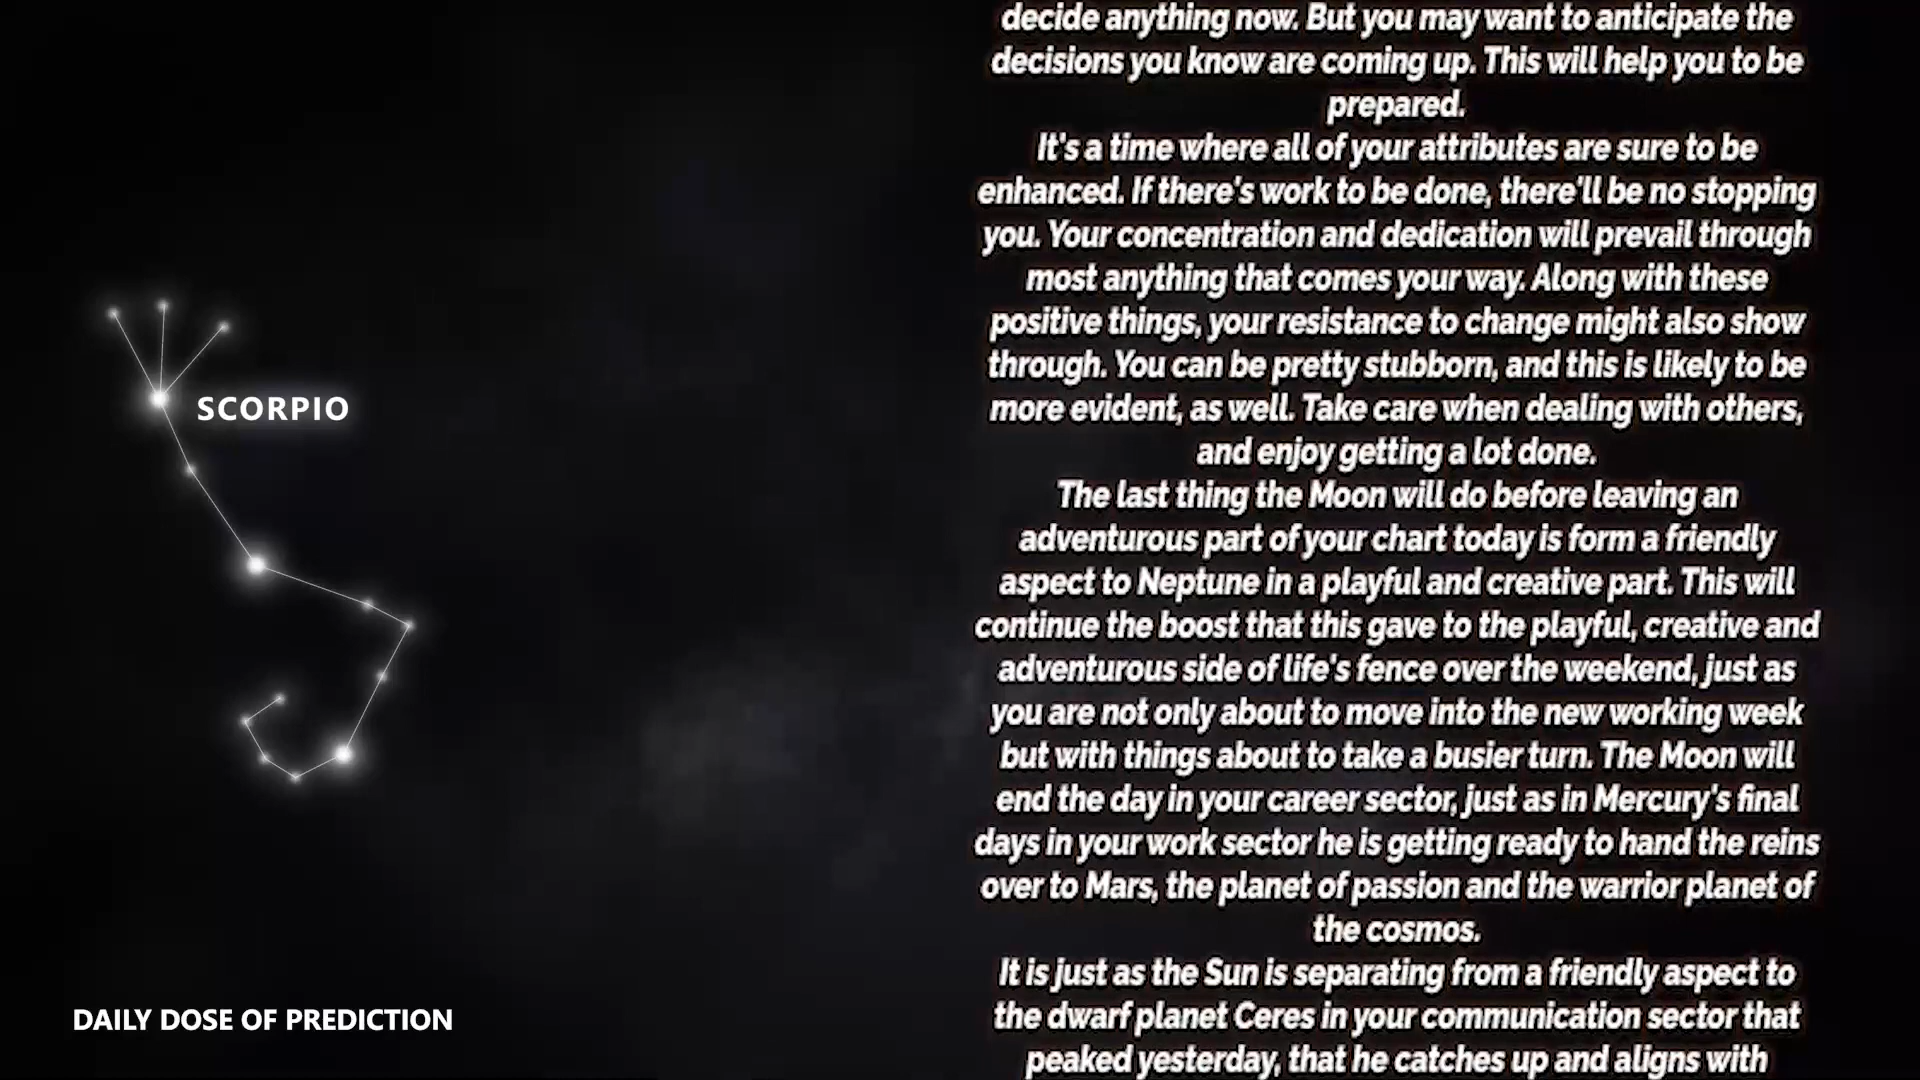 SCORPIO
DAILY DOSE OF PREDICTION
decide anything now. But you may want to anticipate the
decisions you know are coming up. This will help you to be
prepared.
It's a time where all of your attributes are sure to be
enhanced. If there's work to be done, there'll be no stopping
you. Your concentration and dedication will prevail through
most anything that comes your way. Along with these
positive things, your resistance to change might also show
through. You can be pretty stubborn, and this is likely to be
more evident, as well. Take care when dealing with others,
and enjoy getting a lot done.
The last thing the Moon will do before leaving an
adventurous part of your chart today is form a friendly
aspect to Neptune in a playful and creative part. This will
continue the boost that this gave to the playful, creative and
adventurous side of life's fence over the weekend, just as
you are not only about to move into the new working week
but with things about to take a busier turn. The Moon will
end the day in your career sector, just as in Mercury's final
days in your work sector he is getting ready to hand the reins
over to Mars, the planet of passion and the warrior planet of
the cosmos.
It is just as the Sun is separating from a friendly aspect to
the dwarf planet Ceres in your communication sector that
peaked yesterday, that he catches up and aligns with